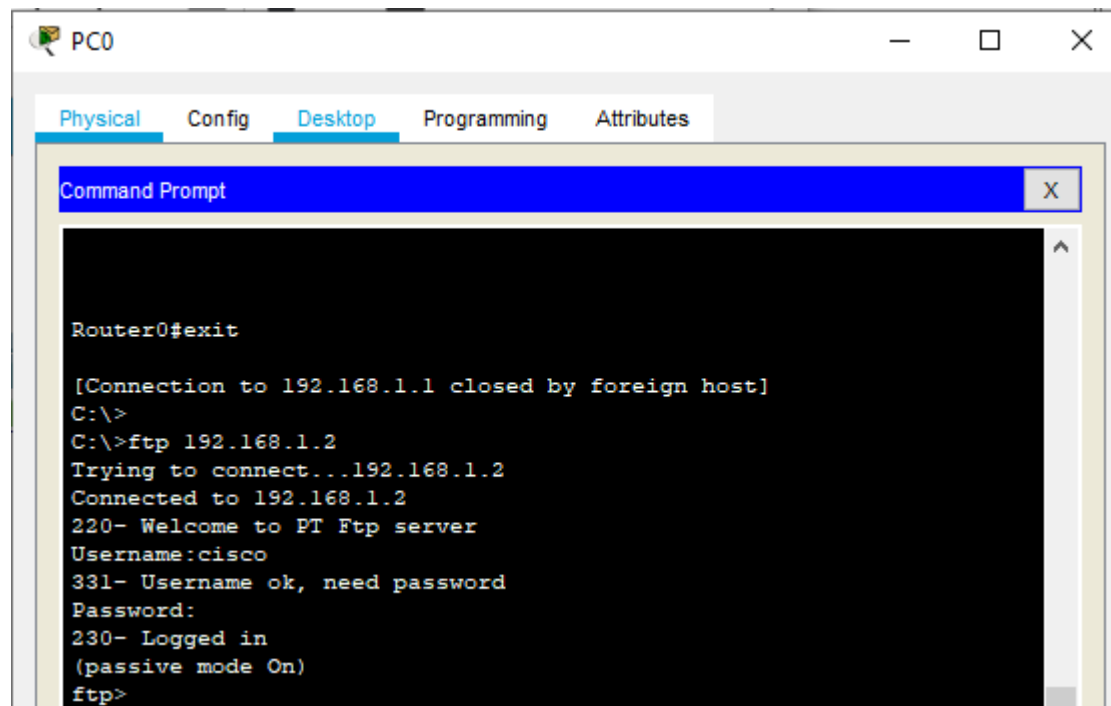 PC0
Physical Config Desktop Programming Attributes
Command Prompt X
Router0#exit
[Connection to 192.168.1.1 closed by foreign host]
C:\>
C:\>ftp 192.168.1.2
Trying to connect...192.168.1.2
Connected to 192.168.1.2
220- Welcome to PT Ftp server
Username:cisco
331- Username ok, need password
Password:
230- Logged in
(passive mode On)
ftp>